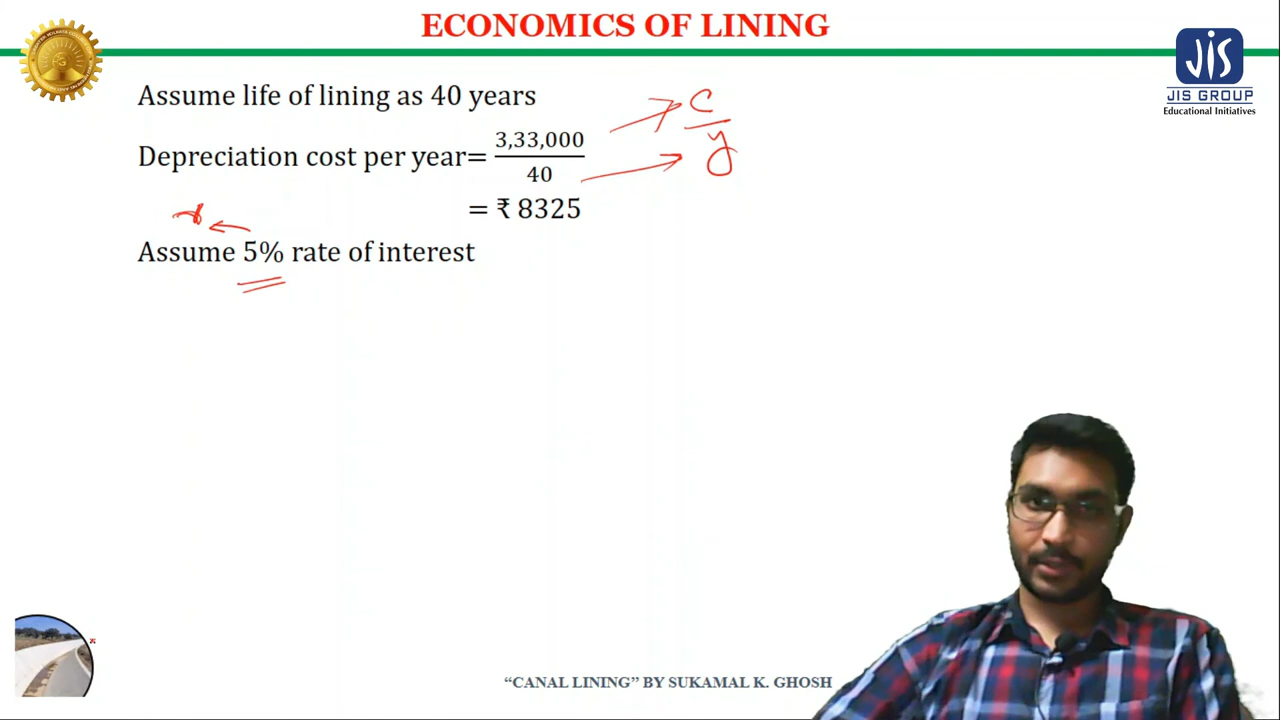 ECONOMICS OF LINING
JIS
JIS GROUP
Educational Initiatives
Assume life of lining as 40 years
C
y
Depreciation cost per year= 3,33,000
40
= ₹ 8325
Assume 5% rate of interest
"CANAL LINING" BY SUKAMAL K. GHOSH